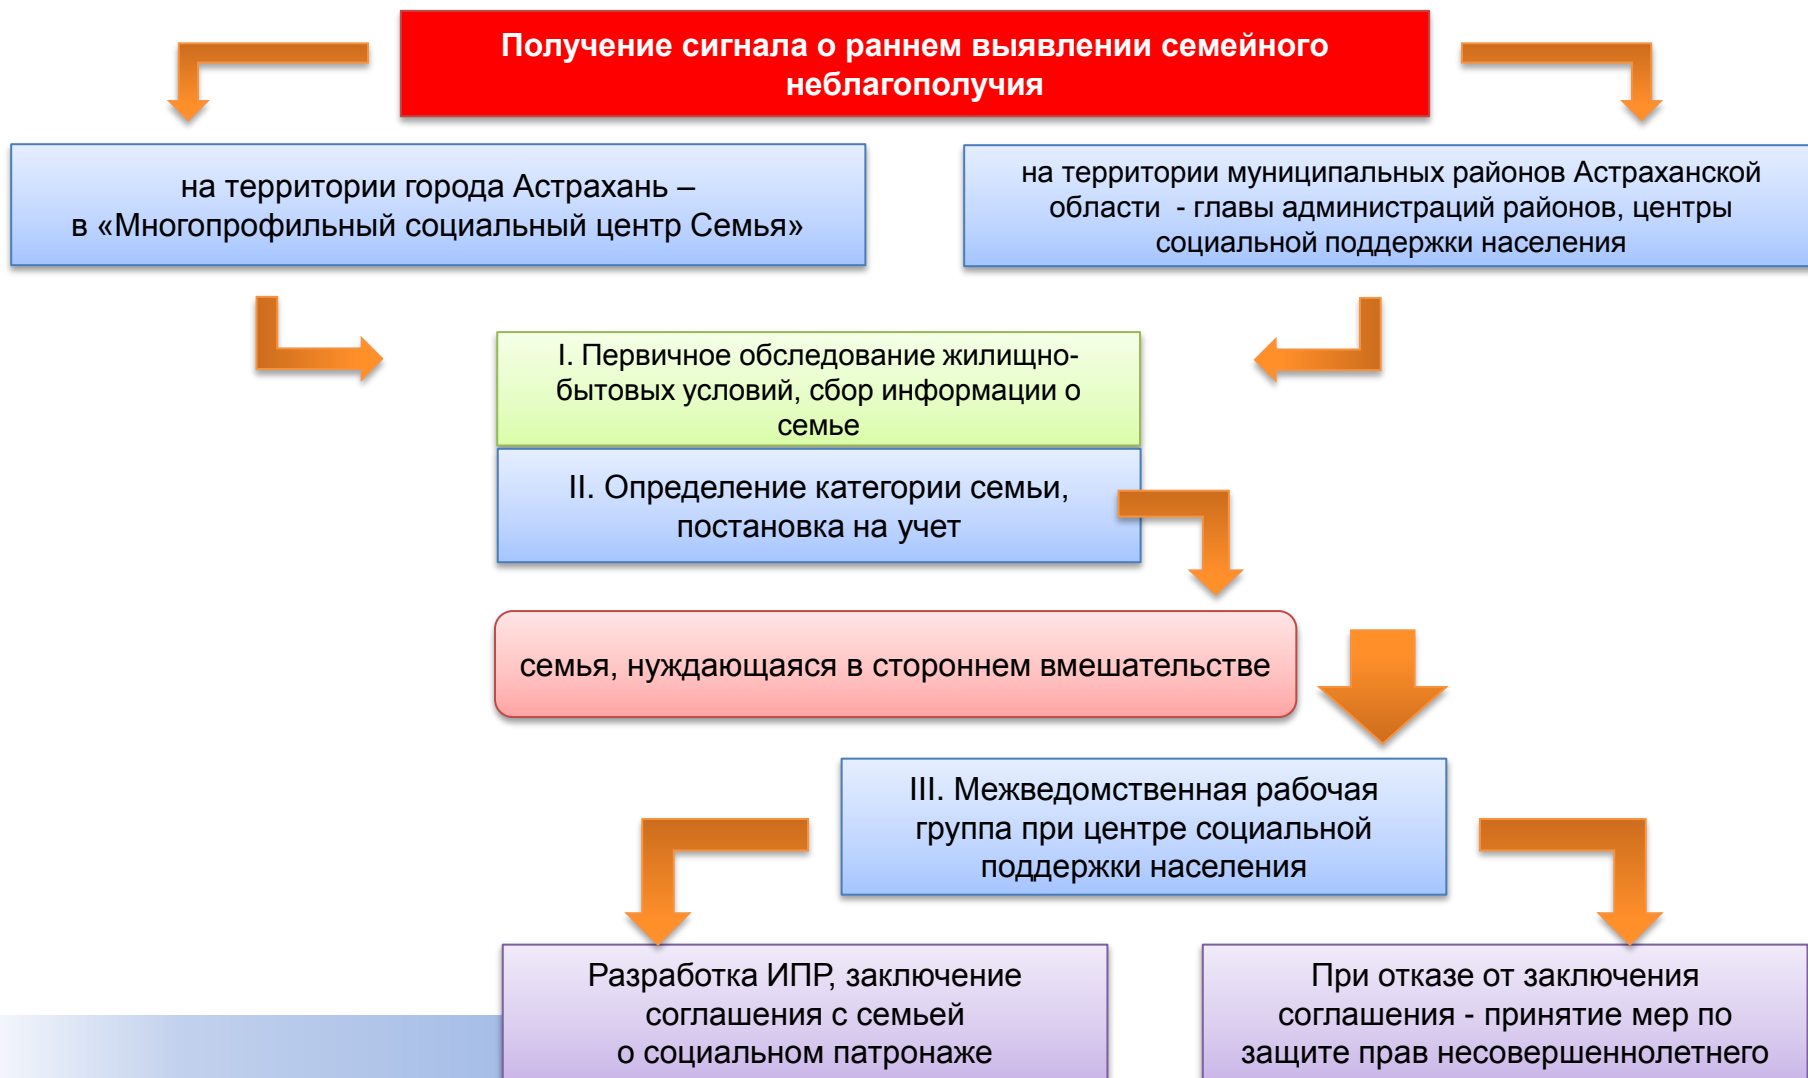 Получение сигнала о раннем выявлении семейного
неблагополучия
на территории города Астрахань –
в «Многопрофильный социальный центр Семья»
на территории муниципальных районов Астраханской
области - главы администраций районов, центры
социальной поддержки населения
I. Первичное обследование жилищно-
бытовых условий, сбор информации о
семье
II. Определение категории семьи,
постановка на учет
семья, нуждающаяся в стороннем вмешательстве
III. Межведомственная рабочая
группа при центре социальной
поддержки населения
Разработка ИПР, заключение
соглашения с семьей
о социальном патронаже
При отказе от заключения
соглашения - принятие мер по
защите прав несовершеннолетнего